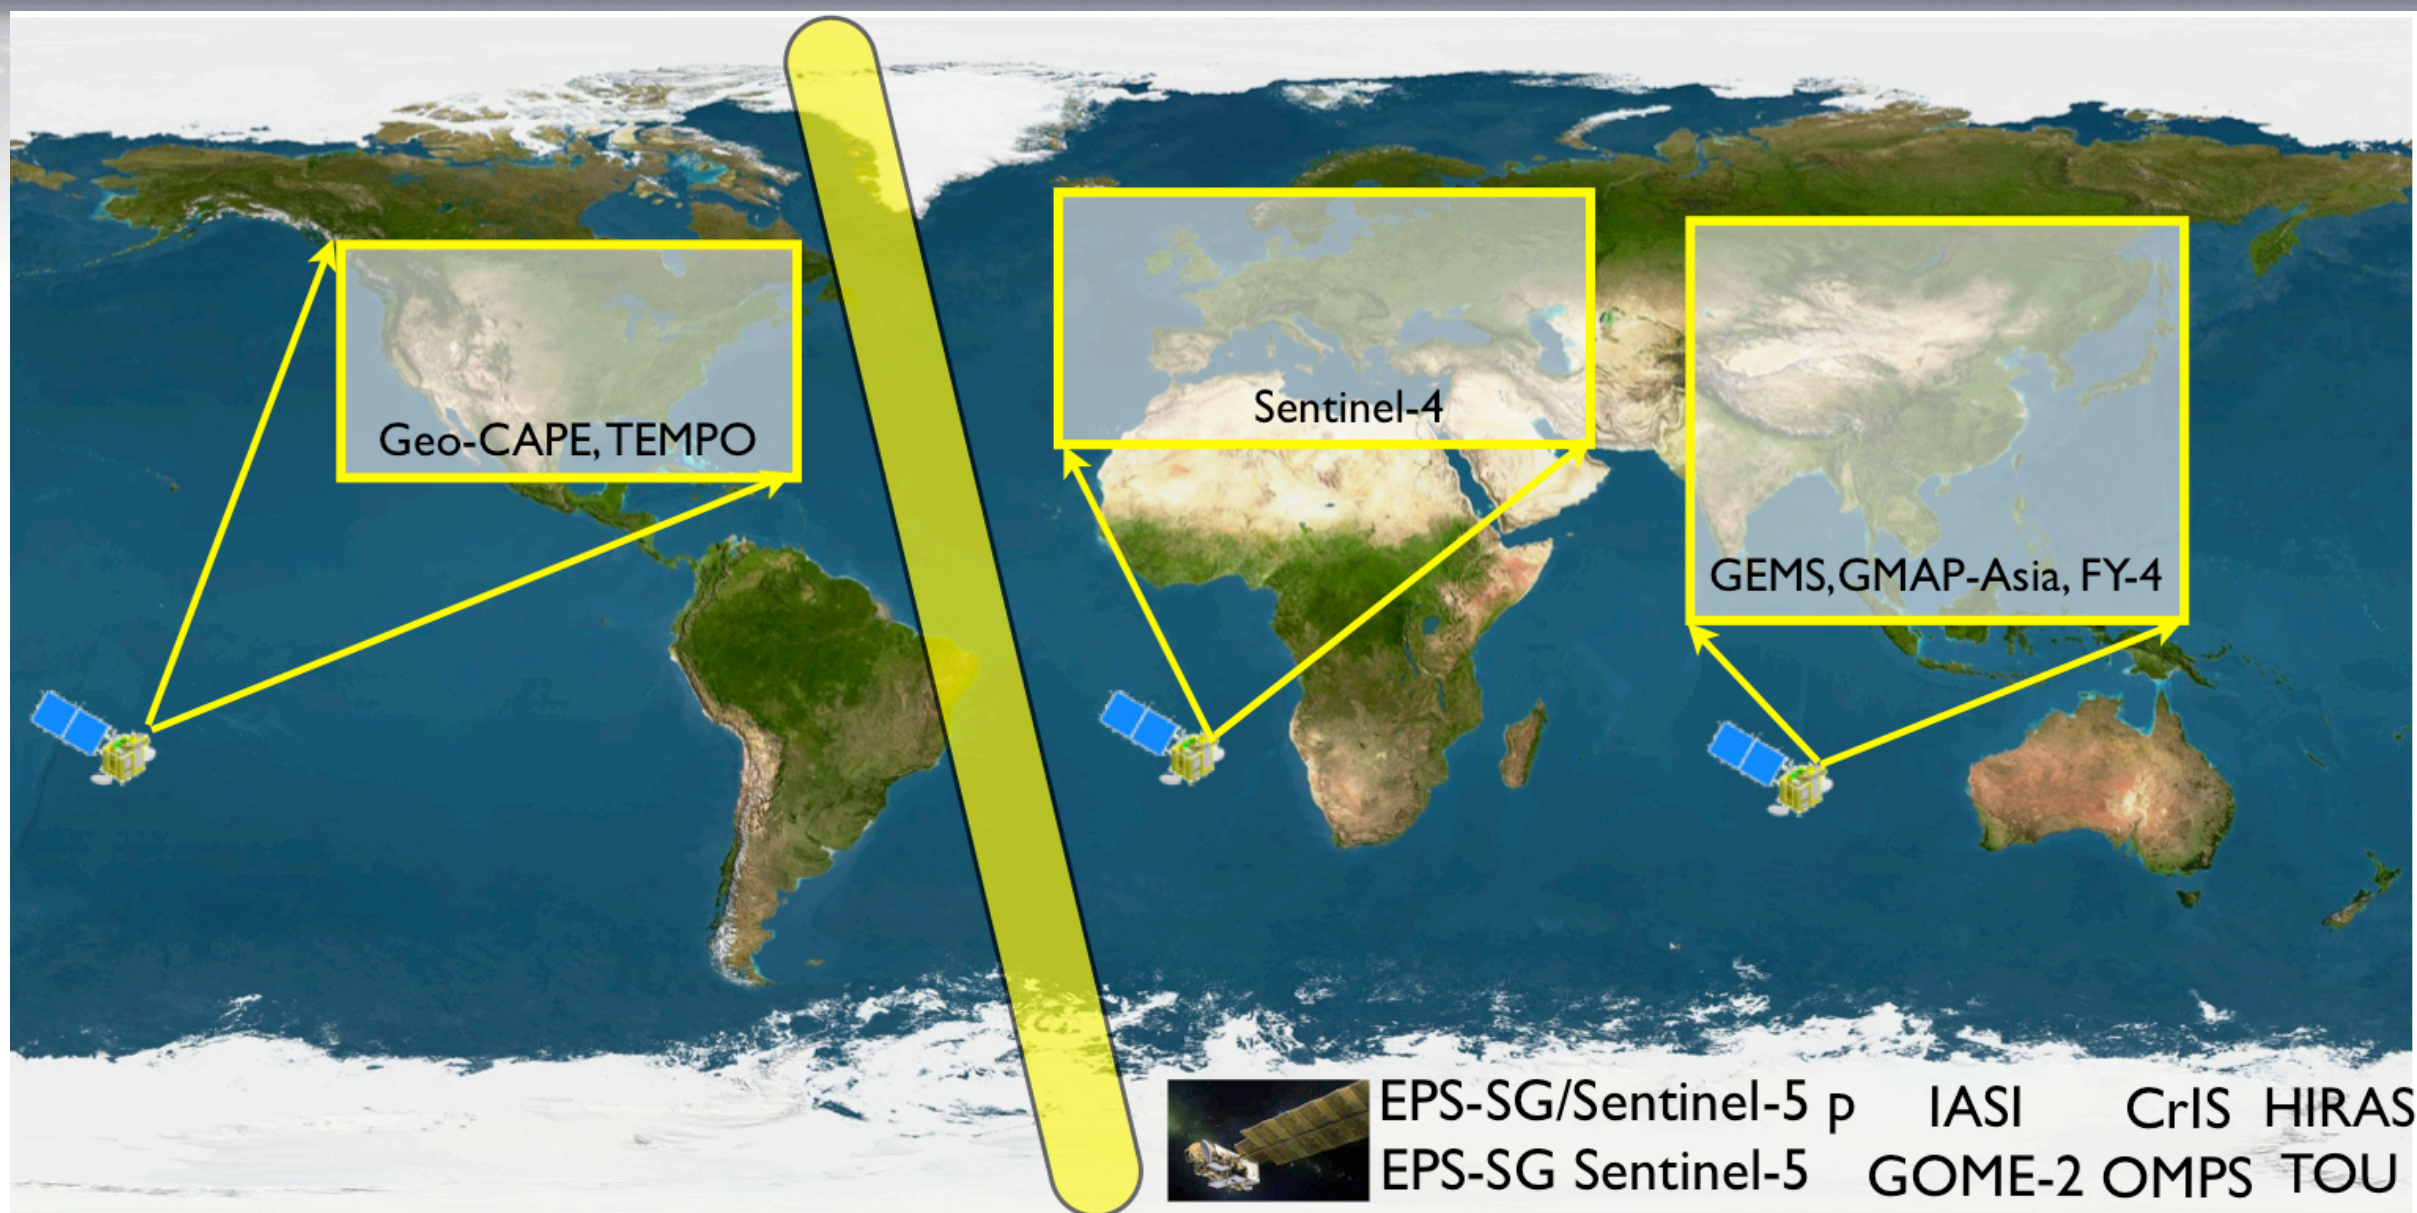 Geo-CAPE, TEMPO
Sentinel-4
GEMS, GMAP-Asia, FY-4
EPS-SG/Sentinel-5 p IASI CrIS HIRAS
EPS-SG Sentinel-5 GOME-2 OMPS TOU